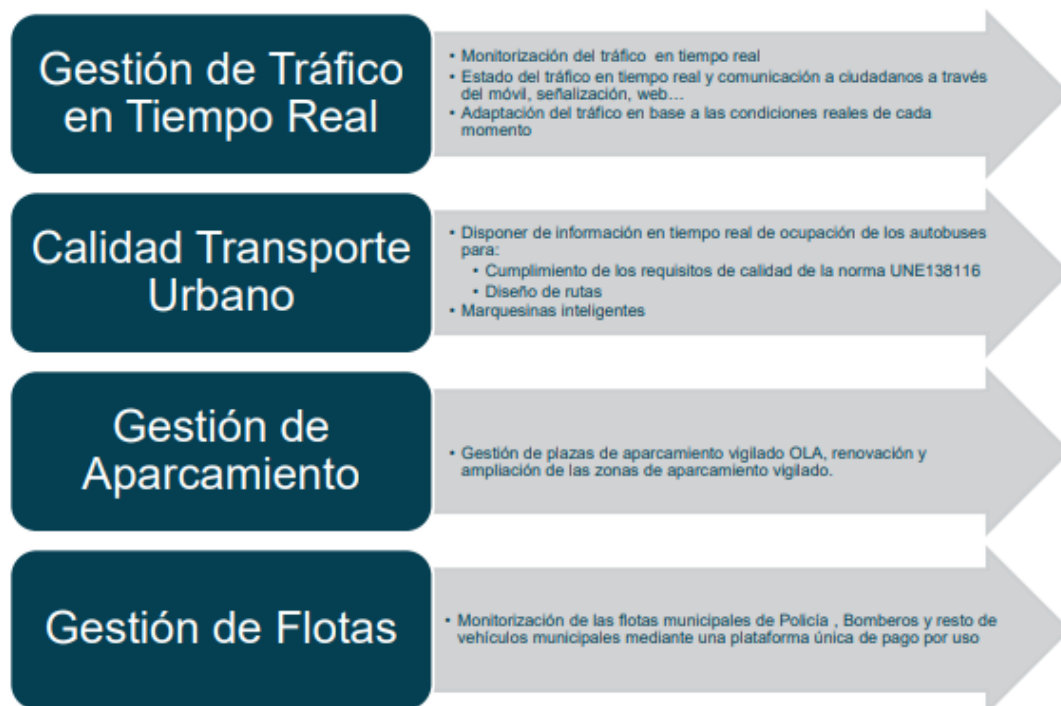 Gestión de Tráfico
en Tiempo Real
• Monitorización del tráfico en tiempo real
• Estado del tráfico en tiempo real y comunicación a ciudadanos a través
del móvil, señalización, web...
• Adaptación del tráfico en base a las condiciones reales de cada
momento
Calidad Transporte
Urbano
• Disponer de información en tiempo real de ocupación de los autobuses
para:
• Cumplimiento de los requisitos de calidad de la norma UNE138116
• Diseño de rutas
• Marquesinas inteligentes
Gestión de
Aparcamiento
• Gestión de plazas de aparcamiento vigilado OLA, renovación y
ampliación de las zonas de aparcamiento vigilado.
Gestión de Flotas
• Monitorización de las flotas municipales de Policía , Bomberos y resto de
vehículos municipales mediante una plataforma única de pago por uso